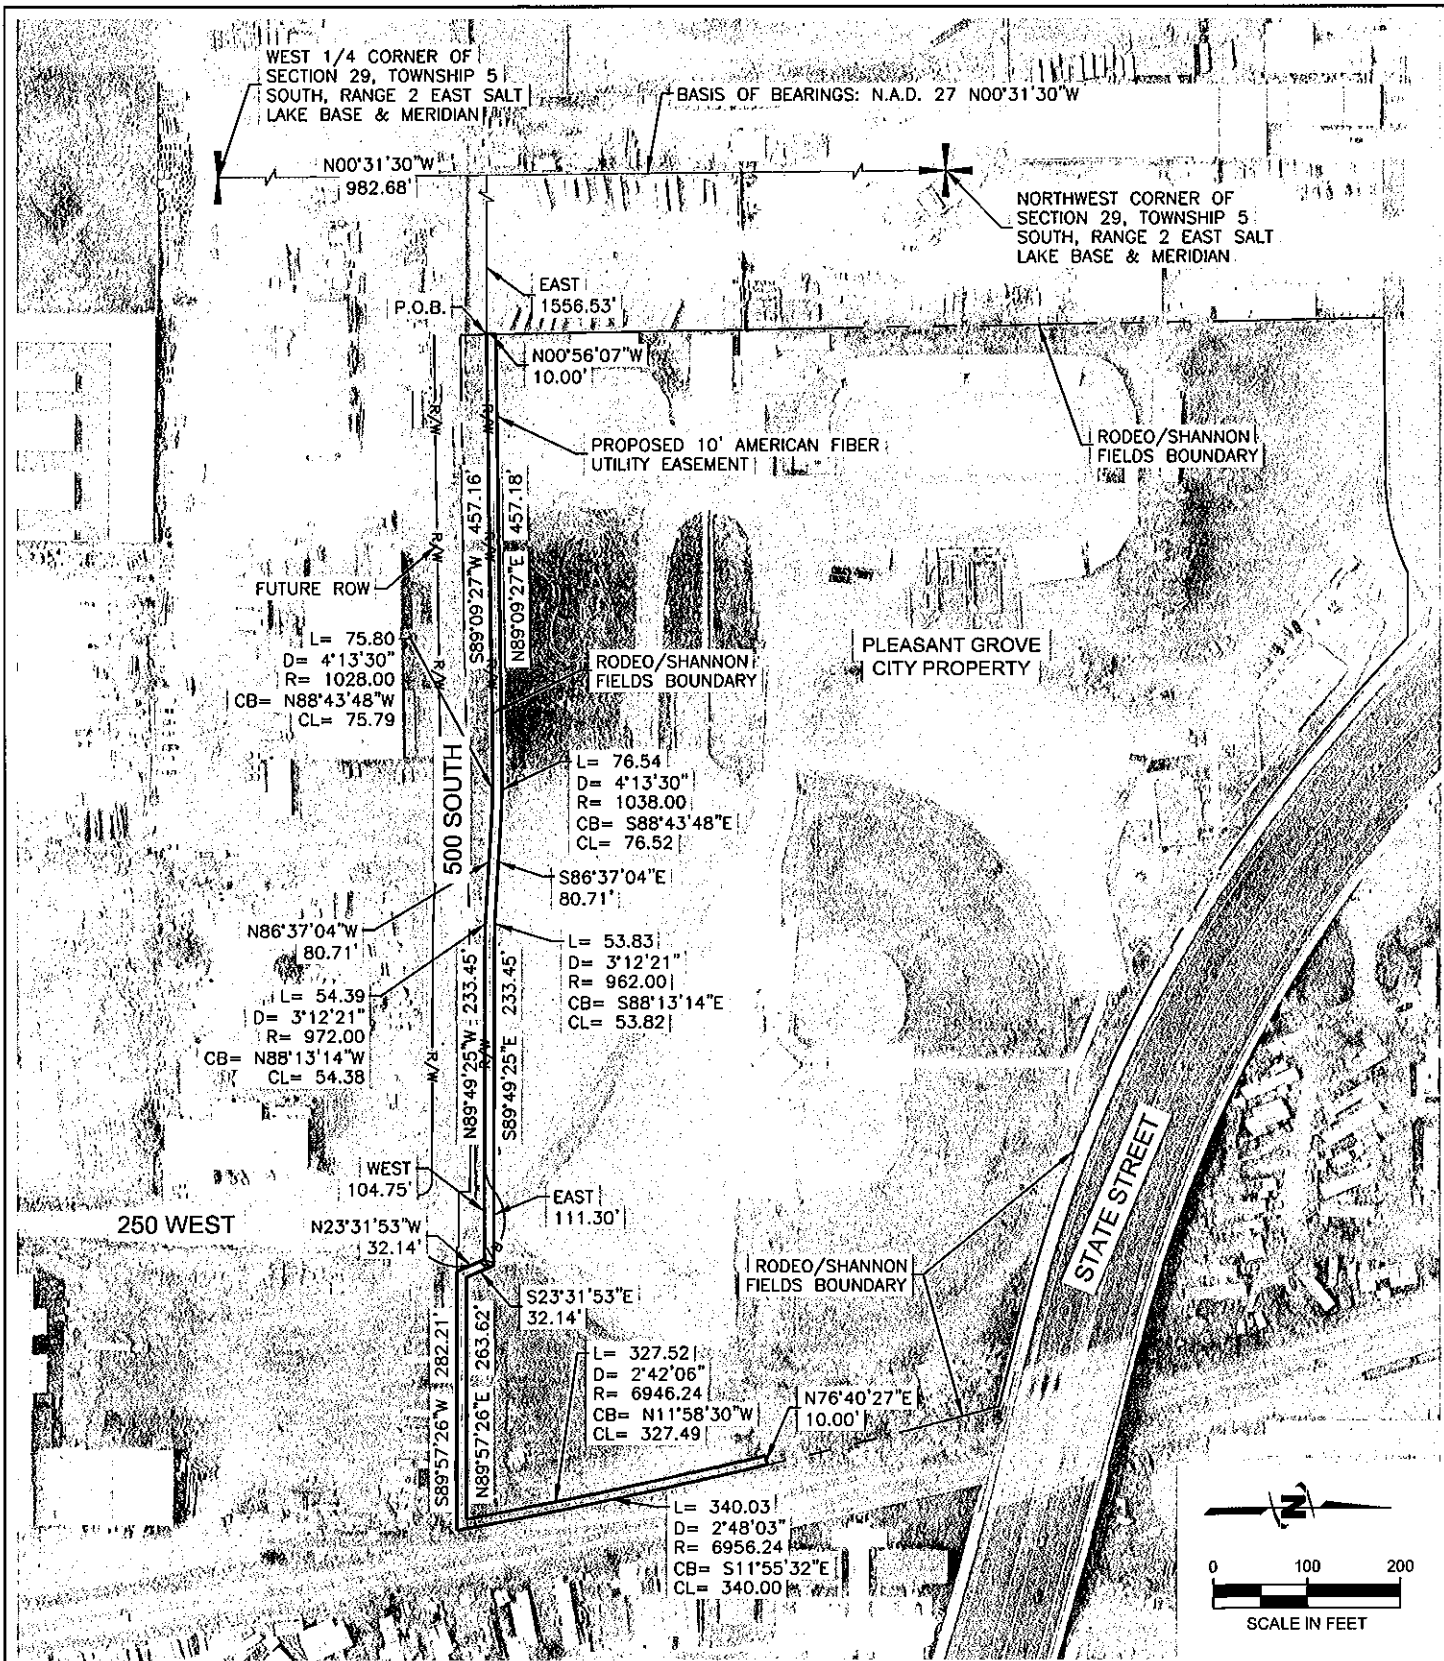 WEST 1/4 CORNER OF
SECTION 29, TOWNSHIP 5
SOUTH, RANGE 2 EAST SALT
LAKE BASE & MERIDIAN
BASIS OF BEARINGS: N.A.D. 27 N00°31'30"W
N00°31'30"W
982.68'
NORTHWEST CORNER OF
SECTION 29, TOWNSHIP 5
SOUTH, RANGE 2 EAST SALT
LAKE BASE & MERIDIAN
EAST
1556.53'
P.O.B.
N00°56'07"W
10.00'
R/W
R/W
PROPOSED 10' AMERICAN FIBER
UTILITY EASEMENT
RODEO/SHANNON
FIELDS BOUNDARY
S89°09'27"W 457.16'
N89°09'27"E 457.18'
R/W
FUTURE ROW
L= 75.80
D= 4°13'30"
R= 1028.00
CB= N88°43'48"W
CL= 75.79
R/W
RODEO/SHANNON
FIELDS BOUNDARY
PLEASANT GROVE
CITY PROPERTY
500 SOUTH
L= 76.54
D= 4°13'30"
R= 1038.00
CB= S88°43'48"E
CL= 76.52
S86°37'04"E
80.71'
N86°37'04"W
80.71'
L= 53.83
D= 3°12'21"
R= 962.00
CB= S88°13'14"E
CL= 53.82
L= 54.39
D= 3°12'21"
R= 972.00
CB= N88°13'14"W
CL= 54.38
N89°49'25"W 233.45'
S89°49'25"E 233.45'
R/W
R/W
WEST
104.75'
EAST
111.30'
250 WEST
N23°31'53"W
32.14'
STATE STREET
RODEO/SHANNON
FIELDS BOUNDARY
S23°31'53"E
32.14'
S89°57'26"W 282.21'
N89°57'26"E 263.62'
L= 327.52
D= 2°42'06"
R= 6946.24
CB= N11°58'30"W
CL= 327.49
N76°40'27"E
10.00'
L= 340.03
D= 2°48'03"
R= 6956.24
CB= S11°55'32"E
CL= 340.00
N
0 100 200
SCALE IN FEET